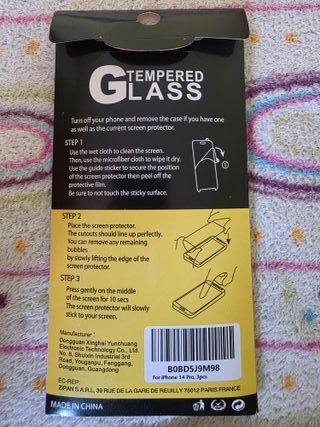 TEMPERED
GLASS
Turn off your phone and remove the case if you have one
as well as the current screen protector.
STEP 1
Use the wet cloth to clean the screen.
Then, use the microfiber cloth to wipe it dry.
Use the guide sticker to secure the position
of the screen protector then peel off the
protective film.
Be sure to not touch the sticky surface.
STEP 2
Place the screen protector.
The cutouts should line up perfectly.
You can remove any remaining
bubbles
by slowly lifting the edge of the
screen protector.
STEP 3
Press gently on the middle
of the screen for 10 secs
The screen protector will slowly
stick to your screen.
Manufacturer :
Dongguan Xinghai Yunchuang
Electronic Technology Co., Ltd.
No. 8, Shuixin Industrial 3rd
Road, Youganpu, Fenggang,
Dongguan, Guangdong
B0BD5J9M98
For iPhone 14 Pro, 3pcs
EC-REP:
ZIPAN S.A.R.L, 39 RUE DE LA GARE DE REUILLY 75012 PARIS FRANCE
MADE IN CHINA